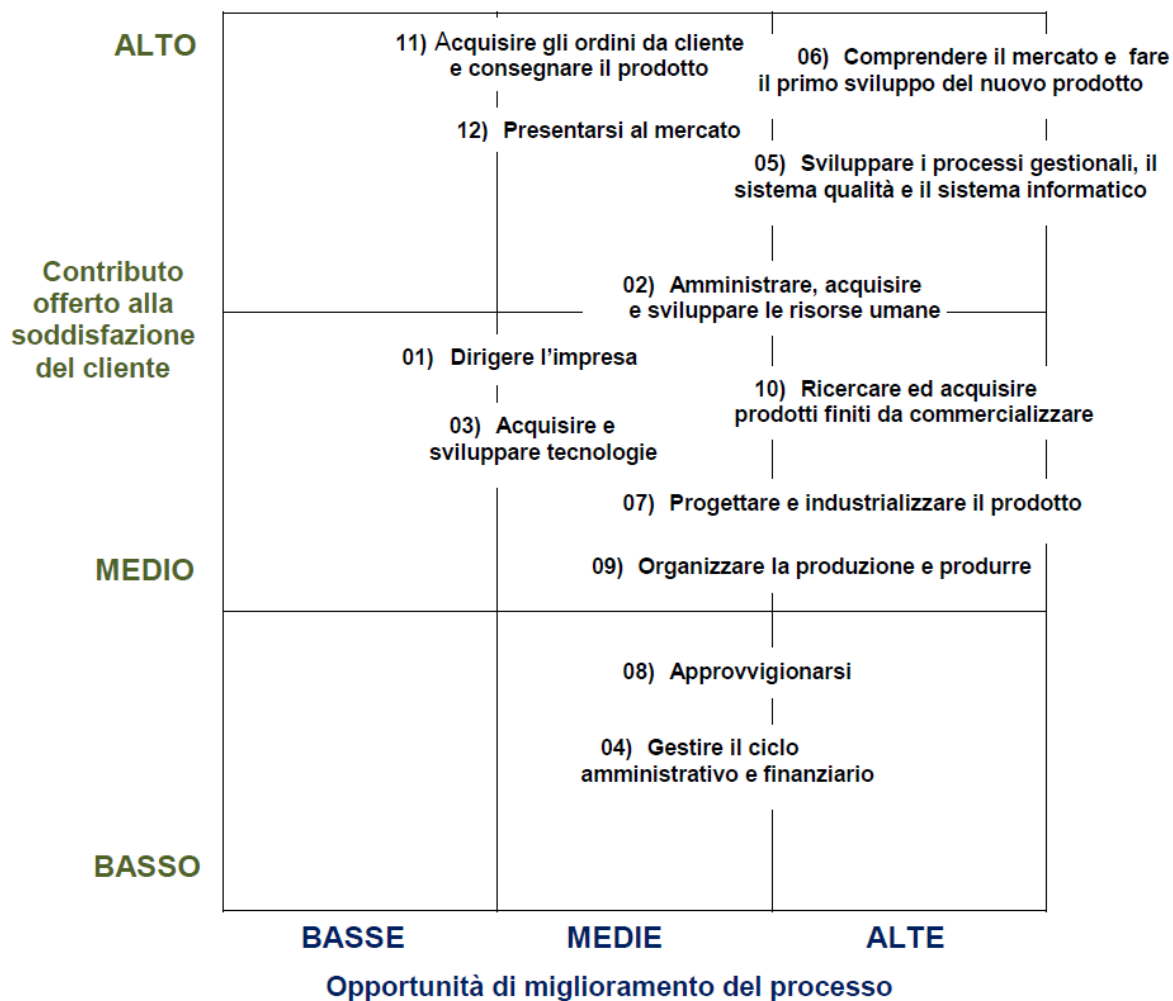 ALTO
11) Acquisire gli ordini da cliente
e consegnare il prodotto
06) Comprendere il mercato e fare
il primo sviluppo del nuovo prodotto
12) Presentarsi al mercato
05) Sviluppare i processi gestionali, il
sistema qualità e il sistema informatico
Contributo
offerto alla
soddisfazione
del cliente
02) Amministrare, acquisire
e sviluppare le risorse umane
01) Dirigere l’impresa
10) Ricercare ed acquisire
prodotti finiti da commercializzare
03) Acquisire e
sviluppare tecnologie
07) Progettare e industrializzare il prodotto
MEDIO
09) Organizzare la produzione e produrre
08) Approvvigionarsi
04) Gestire il ciclo
amministrativo e finanziario
BASSO
BASSE
MEDIE
ALTE
Opportunità di miglioramento del processo